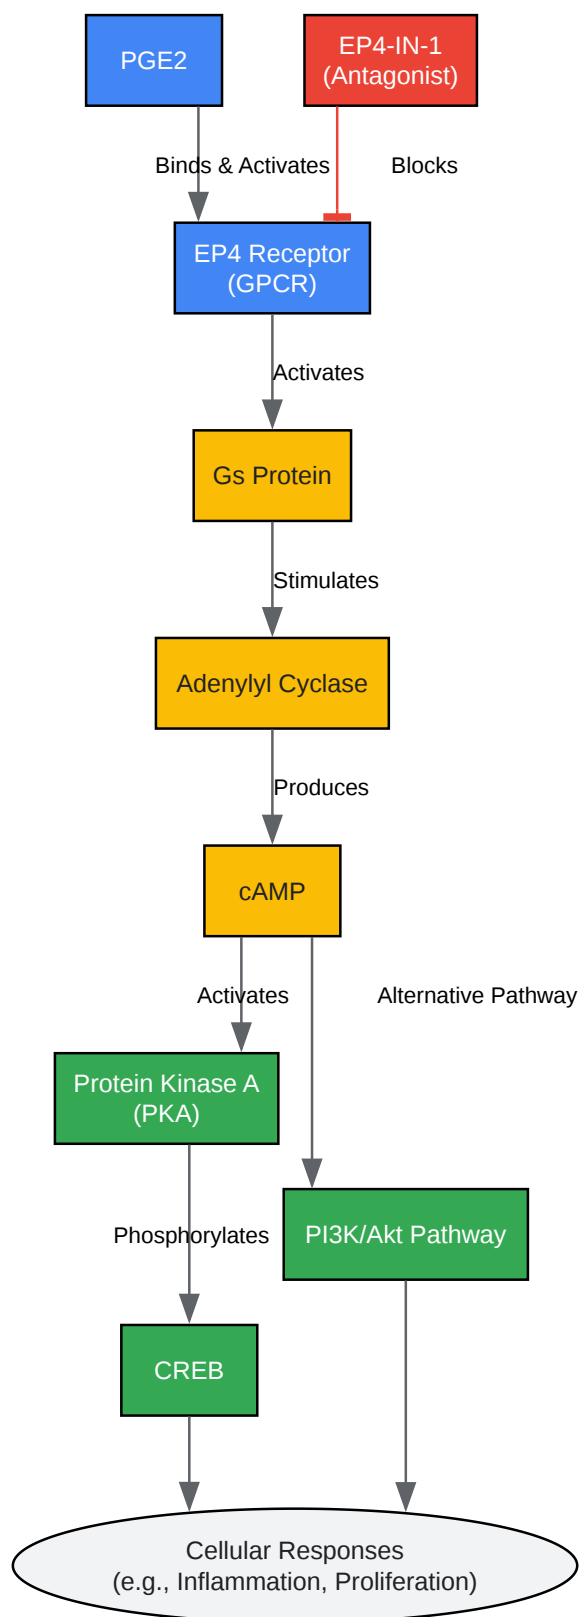 PGE2
EP4-IN-1
(Antagonist)
Binds & Activates
Blocks
EP4 Receptor
(GPCR)
Activates
Gs Protein
Stimulates
Adenylyl Cyclase
Produces
cAMP
Activates
Alternative Pathway
Protein Kinase A
(PKA)
Phosphorylates
PI3K/Akt Pathway
CREB
Cellular Responses
(e.g., Inflammation, Proliferation)